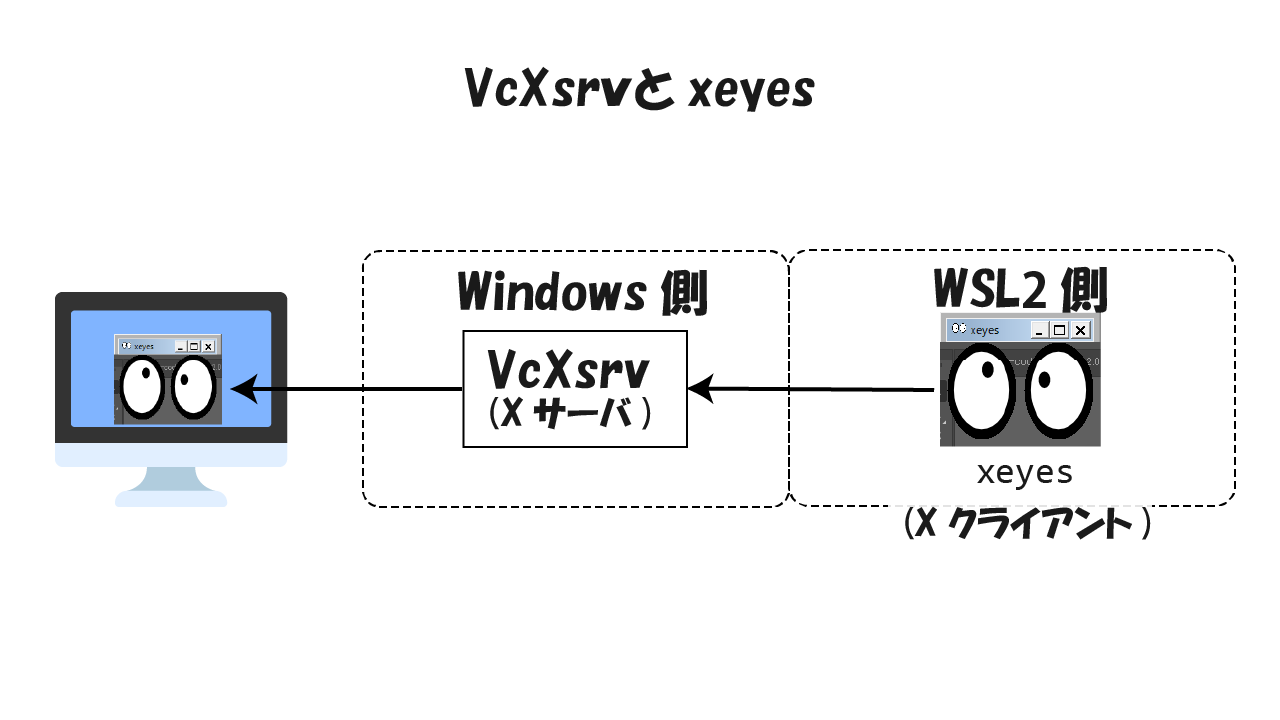 VcXsrvと xeyes
Windows 側
WSL2 側
xeyes
xeyes
VcXsrv
(X サーバ)
xeyes
(X クライアント)